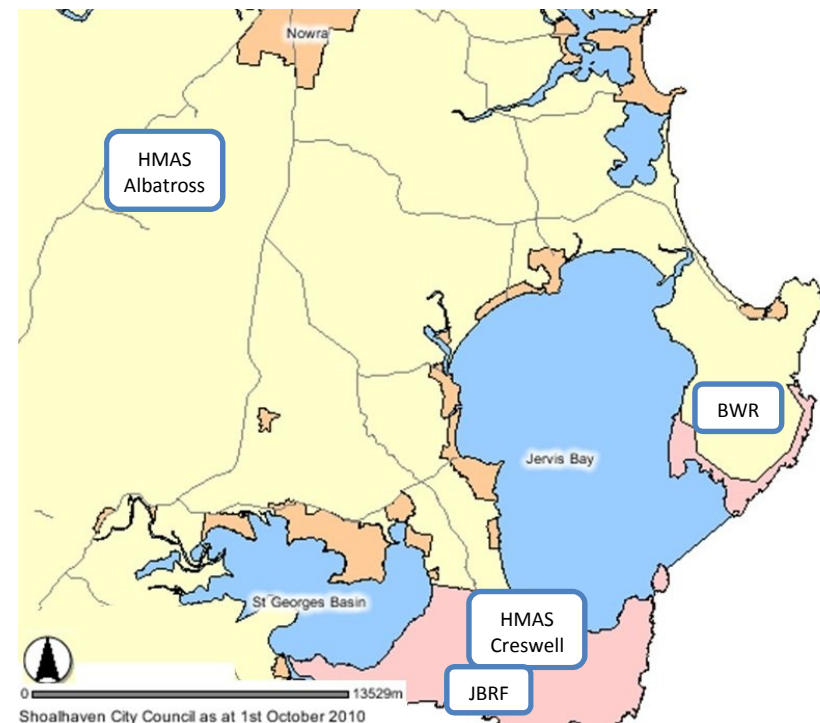 Nowra
HMAS
Albatross
BWR
Jervis Bay
St Georges Basin
HMAS
Creswell
JBRF
0 13529m
Shoalhaven City Council as at 1st October 2010